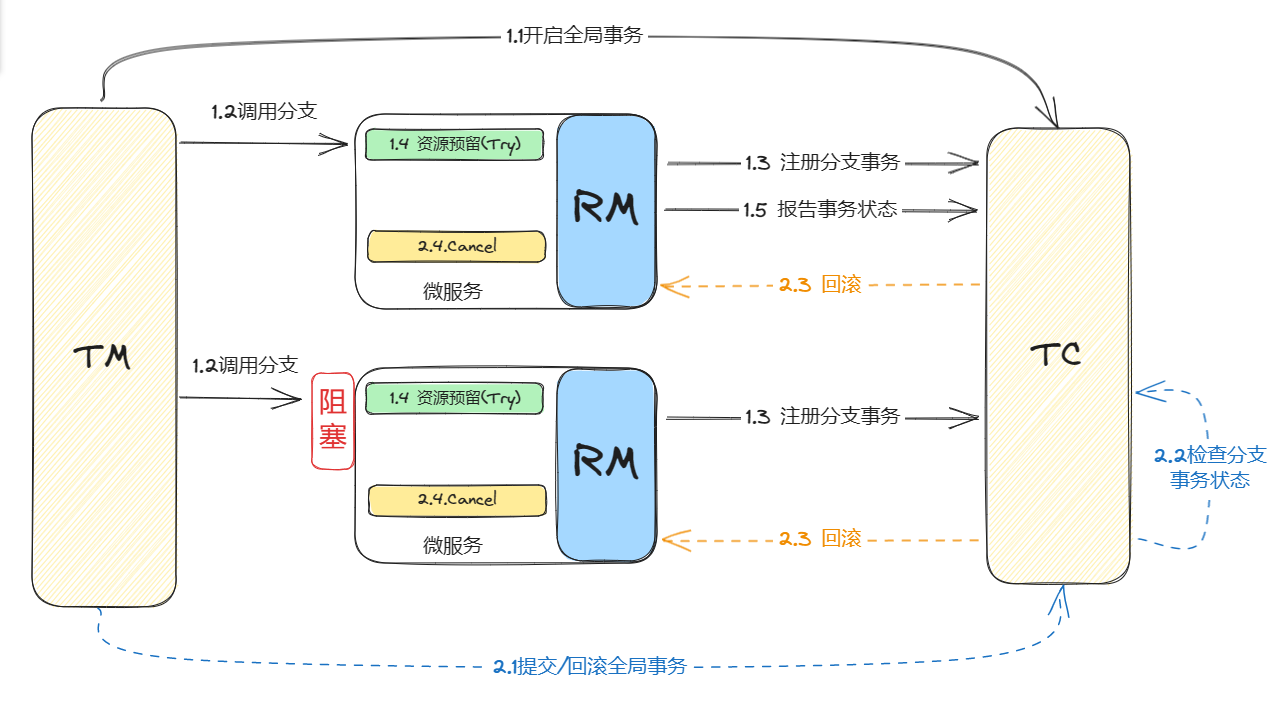 1.1开启全局事务
1.2调用分支
1.4 资源预留(Try)
RM
2.4.Cancel
微服务
1.3 注册分支事务
1.5 报告事务状态
2.3 回滚
TM
TC
1.2调用分支
阻
塞
1.4 资源预留(Try)
RM
2.4.Cancel
微服务
1.3 注册分支事务
2.3 回滚
2.2检查分支
事务状态
2.1提交/回滚全局事务